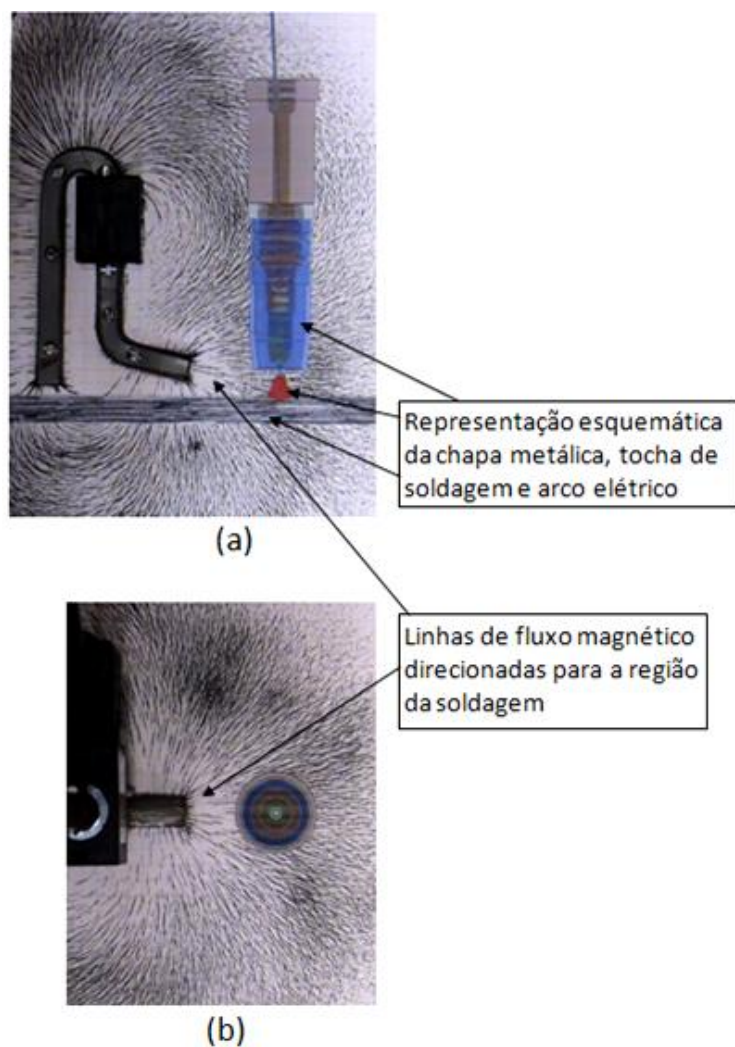 Representação esquemática
da chapa metálica, tocha de
soldagem e arco elétrico
(a)
Linhas de fluxo magnético
direcionadas para a região
da soldagem
(b)